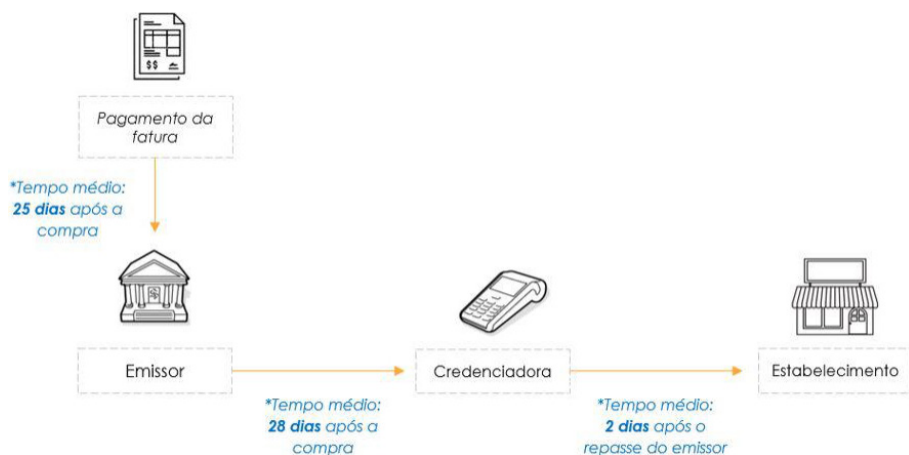 $$
Pagamento da
fatura
*Tempo médio:
25 dias após a
compra
Emissor
Credenciadora
Estabelecimento
*Tempo médio:
28 dias após a
compra
*Tempo médio:
2 dias após o
repasse do emissor